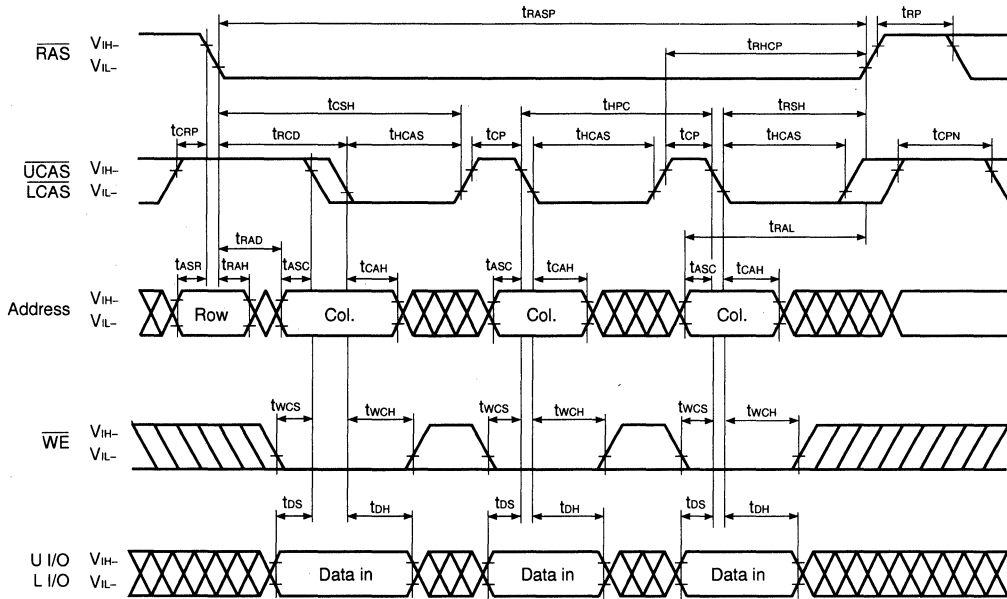 tRASP
tRP
RAS
VIH–
VIL–
tRHCP
tCSH
tHPC
tRSH
tCRP
tRCD
tHCAS
tCP
tHCAS
tCP
tHCAS
tCPN
UCAS
LCAS
VIH–
VIL–
tRAD
tRAL
tASR
tRAH
tASC
tCAH
tASC
tCAH
tASC
tCAH
Address
VIH–
VIL–
Row
Col.
Col.
Col.
tWCS
tWCH
tWCS
tWCH
tWCS
tWCH
WE
VIH–
VIL–
tDS
tDH
tDS
tDH
tDS
tDH
U I/O
L I/O
VIH–
VIL–
Data in
Data in
Data in